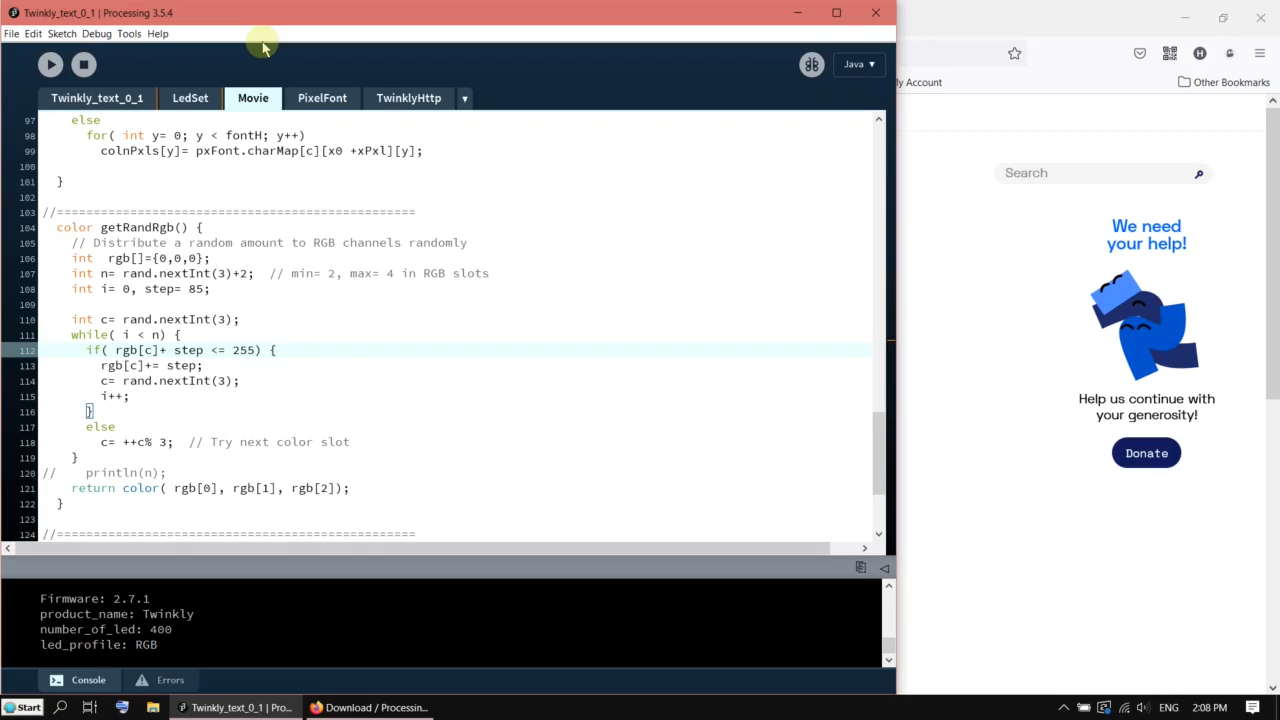 Twinkly_text_0_1 | Processing 3.5.4
File Edit Sketch Debug Tools Help
Java ▼
Twinkly_text_0_1 LedSet Movie PixelFont TwinklyHttp ▼
97 else
98 for( int y= 0; y < fontH; y++)
99 colnPxls[y]= pxFont.charMap[c][x0 +xPxl][y];
100
101 }
102
103 //=================================================
104 color getRandRgb() {
105 // Distribute a random amount to RGB channels randomly
106 int  rgb[]={0,0,0};
107 int n= rand.nextInt(3)+2;  // min= 2, max= 4 in RGB slots
108 int i= 0, step= 85;
109
110 int c= rand.nextInt(3);
111 while( i < n) {
112 if( rgb[c]+ step <= 255) {
113 rgb[c]+= step;
114 c= rand.nextInt(3);
115 i++;
116 }
117 else
118 c= ++c% 3;  // Try next color slot
119 }
120 //    println(n);
121 return color( rgb[0], rgb[1], rgb[2]);
122 }
123
124 //=================================================
Firmware: 2.7.1
product_name: Twinkly
number_of_led: 400
led_profile: RGB
Console Errors
y Account
Other Bookmarks
Search
We need
your help!
Help us continue with
your generosity!
Donate
Start
Twinkly_text_0_1 | Pro...
Download / Processin...
ENG
2:08 PM